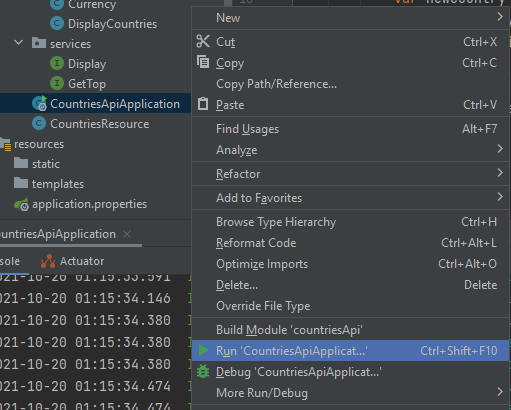 Currency
DisplayCountries
services
Display
GetTop
CountriesApiApplication
CountriesResource
resources
static
templates
application.properties
ountriesApiApplication
sole
Actuator
021-10-20 01:15:33.591
021-10-20 01:15:34.146
021-10-20 01:15:34.380
021-10-20 01:15:34.380
021-10-20 01:15:34.380
021-10-20 01:15:34.474
021-10-20 01:15:34.474
var newCountry
New
Cut Ctrl+X
Copy Ctrl+C
Copy Path/Reference...
Paste Ctrl+V
Find Usages Alt+F7
Analyze
Refactor
Add to Favorites
Browse Type Hierarchy Ctrl+H
Reformat Code Ctrl+Alt+L
Optimize Imports Ctrl+Alt+O
Delete... Delete
Override File Type
Build Module 'countriesApi'
Run 'CountriesApiApplicat...' Ctrl+Shift+F10
Debug 'CountriesApiApplicat...'
More Run/Debug